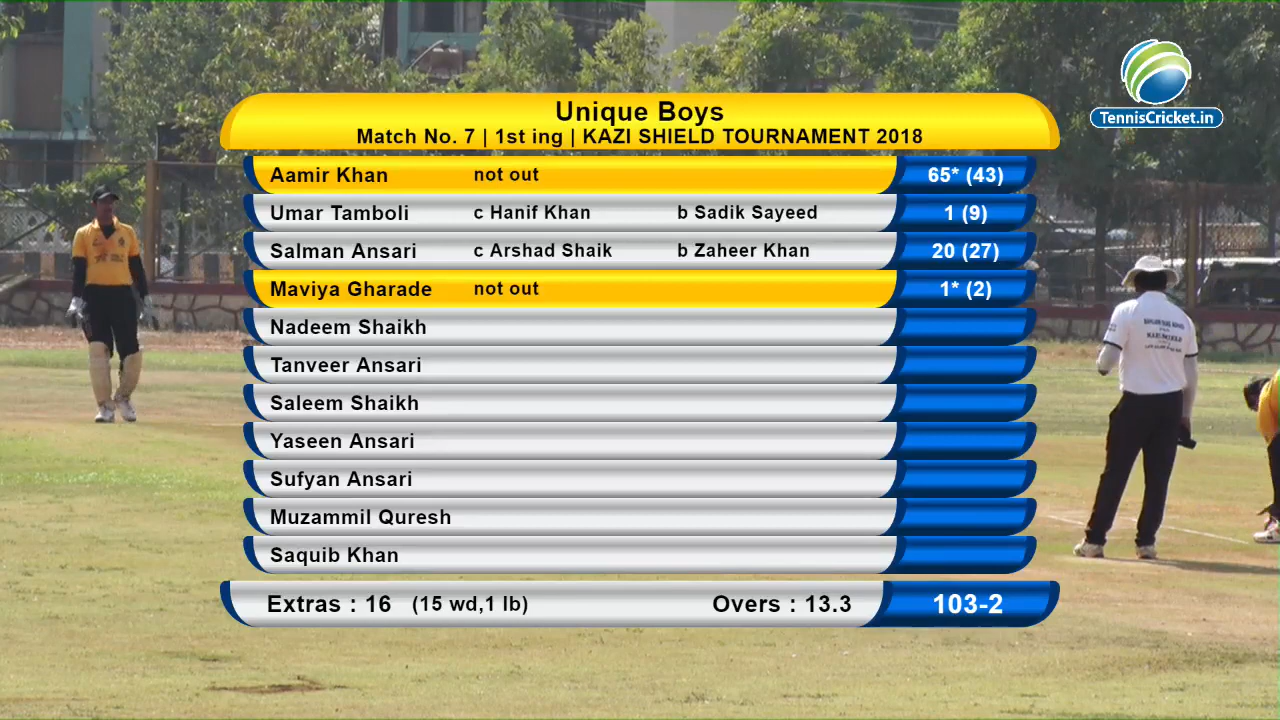 TennisCricket.in
Unique Boys
Match No. 7 | 1st ing | KAZI SHIELD TOURNAMENT 2018
Aamir Khan not out 65* (43)
Umar Tamboli c Hanif Khan b Sadik Sayeed 1 (9)
Salman Ansari c Arshad Shaik b Zaheer Khan 20 (27)
Maviya Gharade not out 1* (2)
Nadeem Shaikh
Tanveer Ansari
Saleem Shaikh
Yaseen Ansari
Sufyan Ansari
Muzammil Quresh
Saquib Khan
Extras : 16 (15 wd,1 lb) Overs : 13.3 103-2